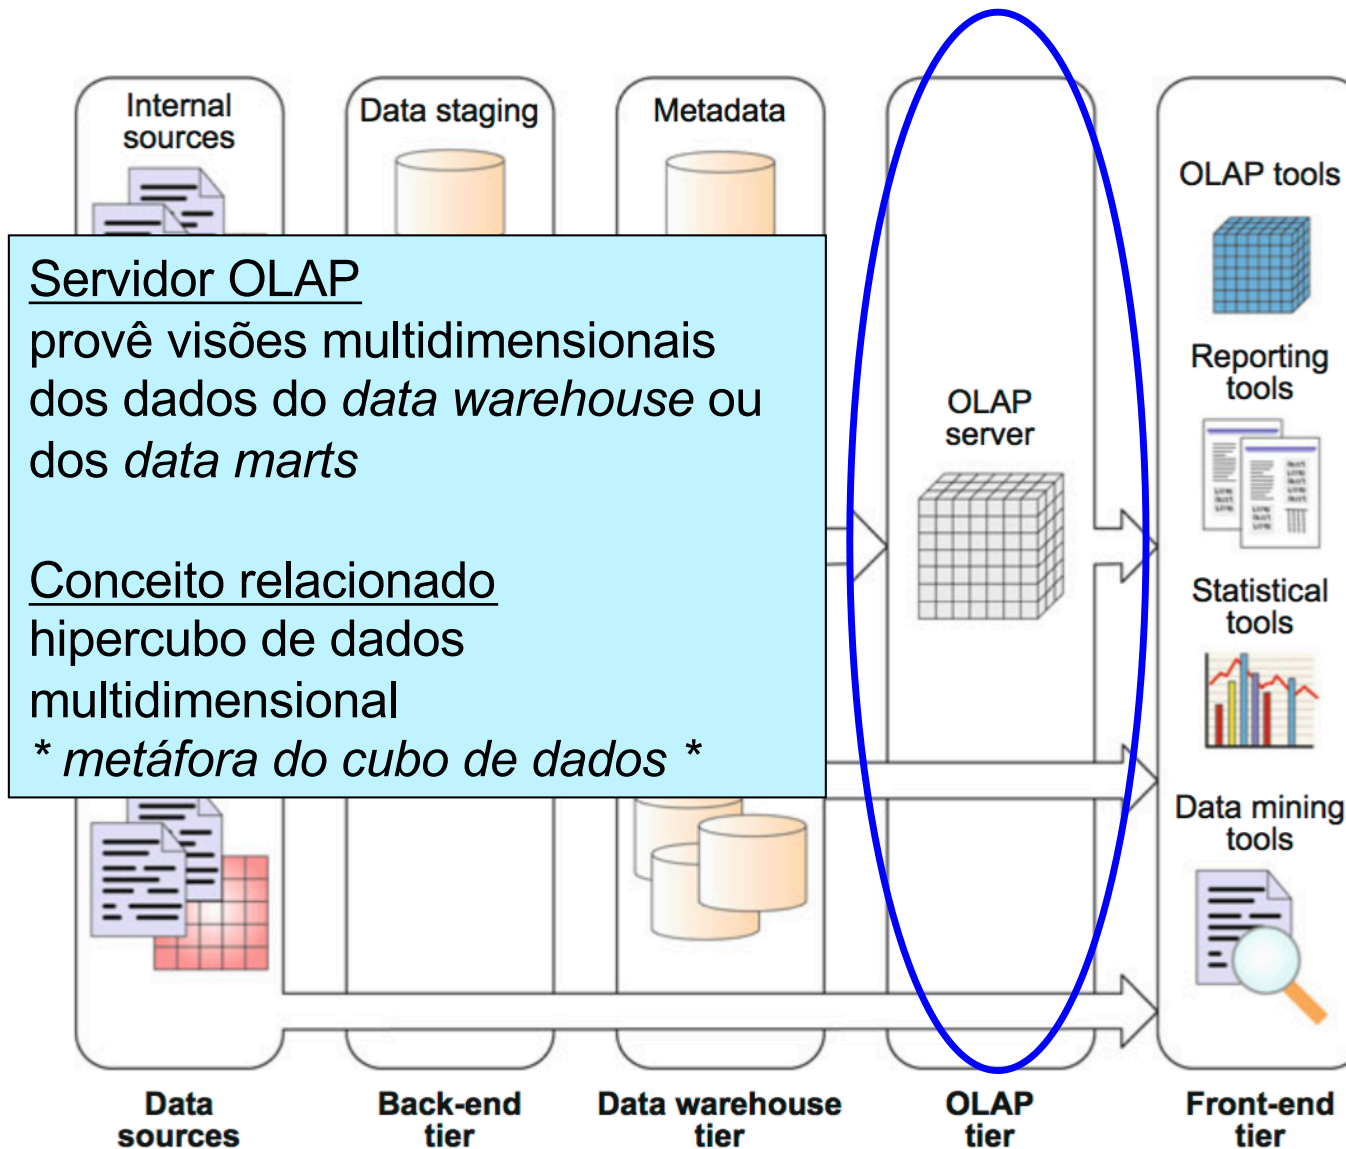 Internal
sources
Data staging
Metadata
OLAP tools
Servidor OLAP
provê visões multidimensionais
dos dados do data warehouse ou
dos data marts
Conceito relacionado
hipercubo de dados
multidimensional
* metáfora do cubo de dados *
OLAP
server
Reporting
tools
Statistical
tools
Data mining
tools
Data
sources
Back-end
tier
Data warehouse
tier
OLAP
tier
Front-end
tier